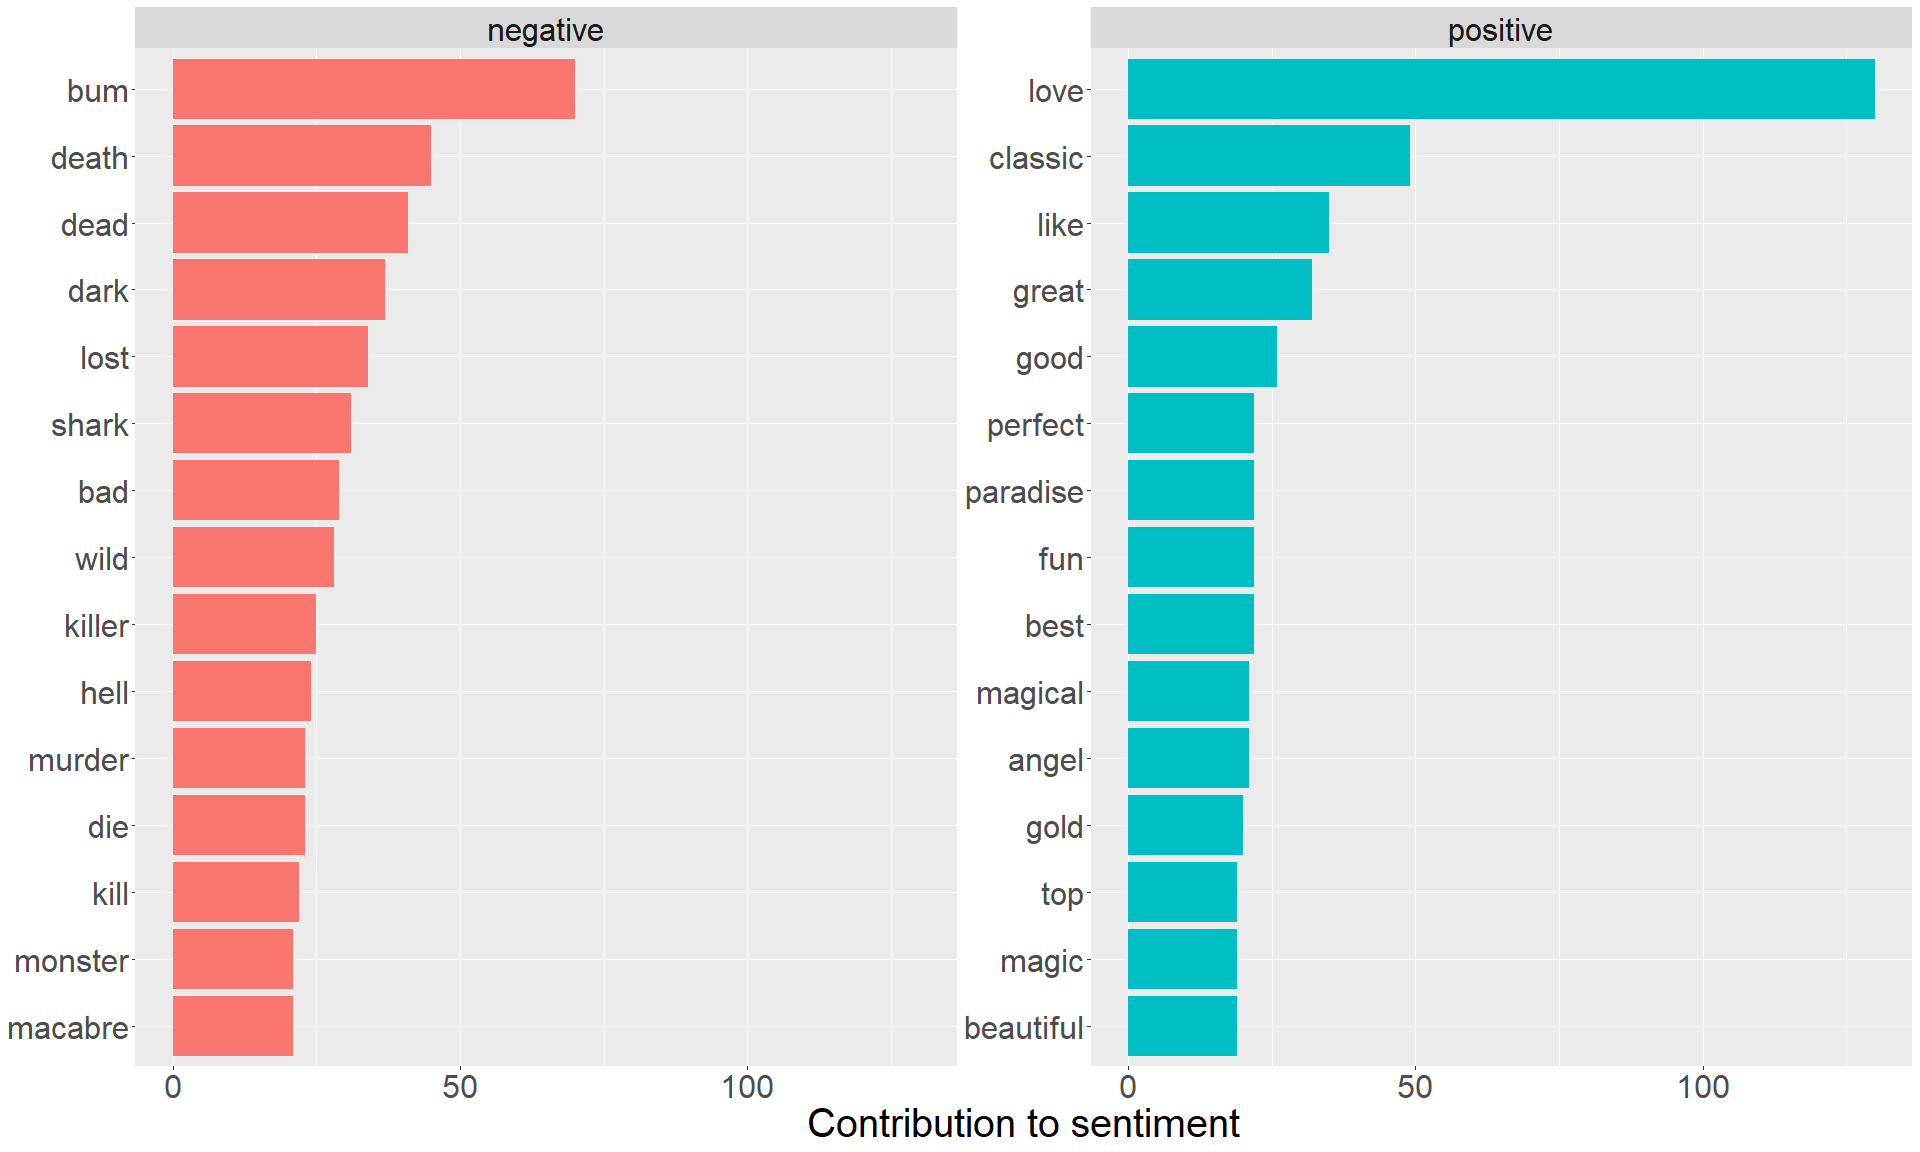 negative
bum
death
dead
dark
lost
shark
bad
wild
killer
hell
murder
die
kill
monster
macabre
0 50 100
positive
love
classic
like
great
good
perfect
paradise
fun
best
magical
angel
gold
top
magic
beautiful
0 50 100
Contribution to sentiment